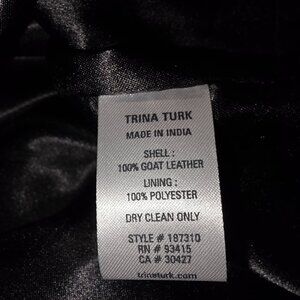 TRINA TURK
MADE IN INDIA
SHELL :
100% GOAT LEATHER
LINING :
100% POLYESTER
DRY CLEAN ONLY
STYLE # 187310
RN # 93415
CA # 30427
trinaturk.com